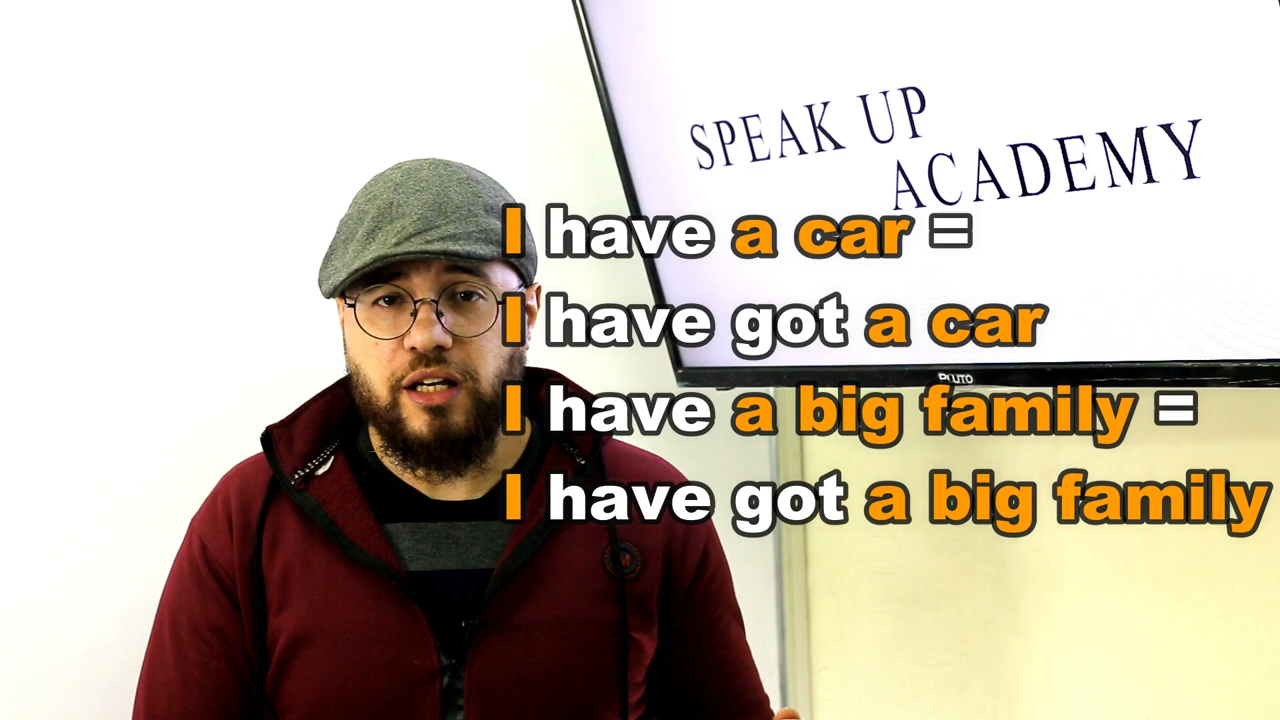 SPEAK UP
ACADEMY
I have a car =
I have got a car
PLUTO
I have a big family =
I have got a big family